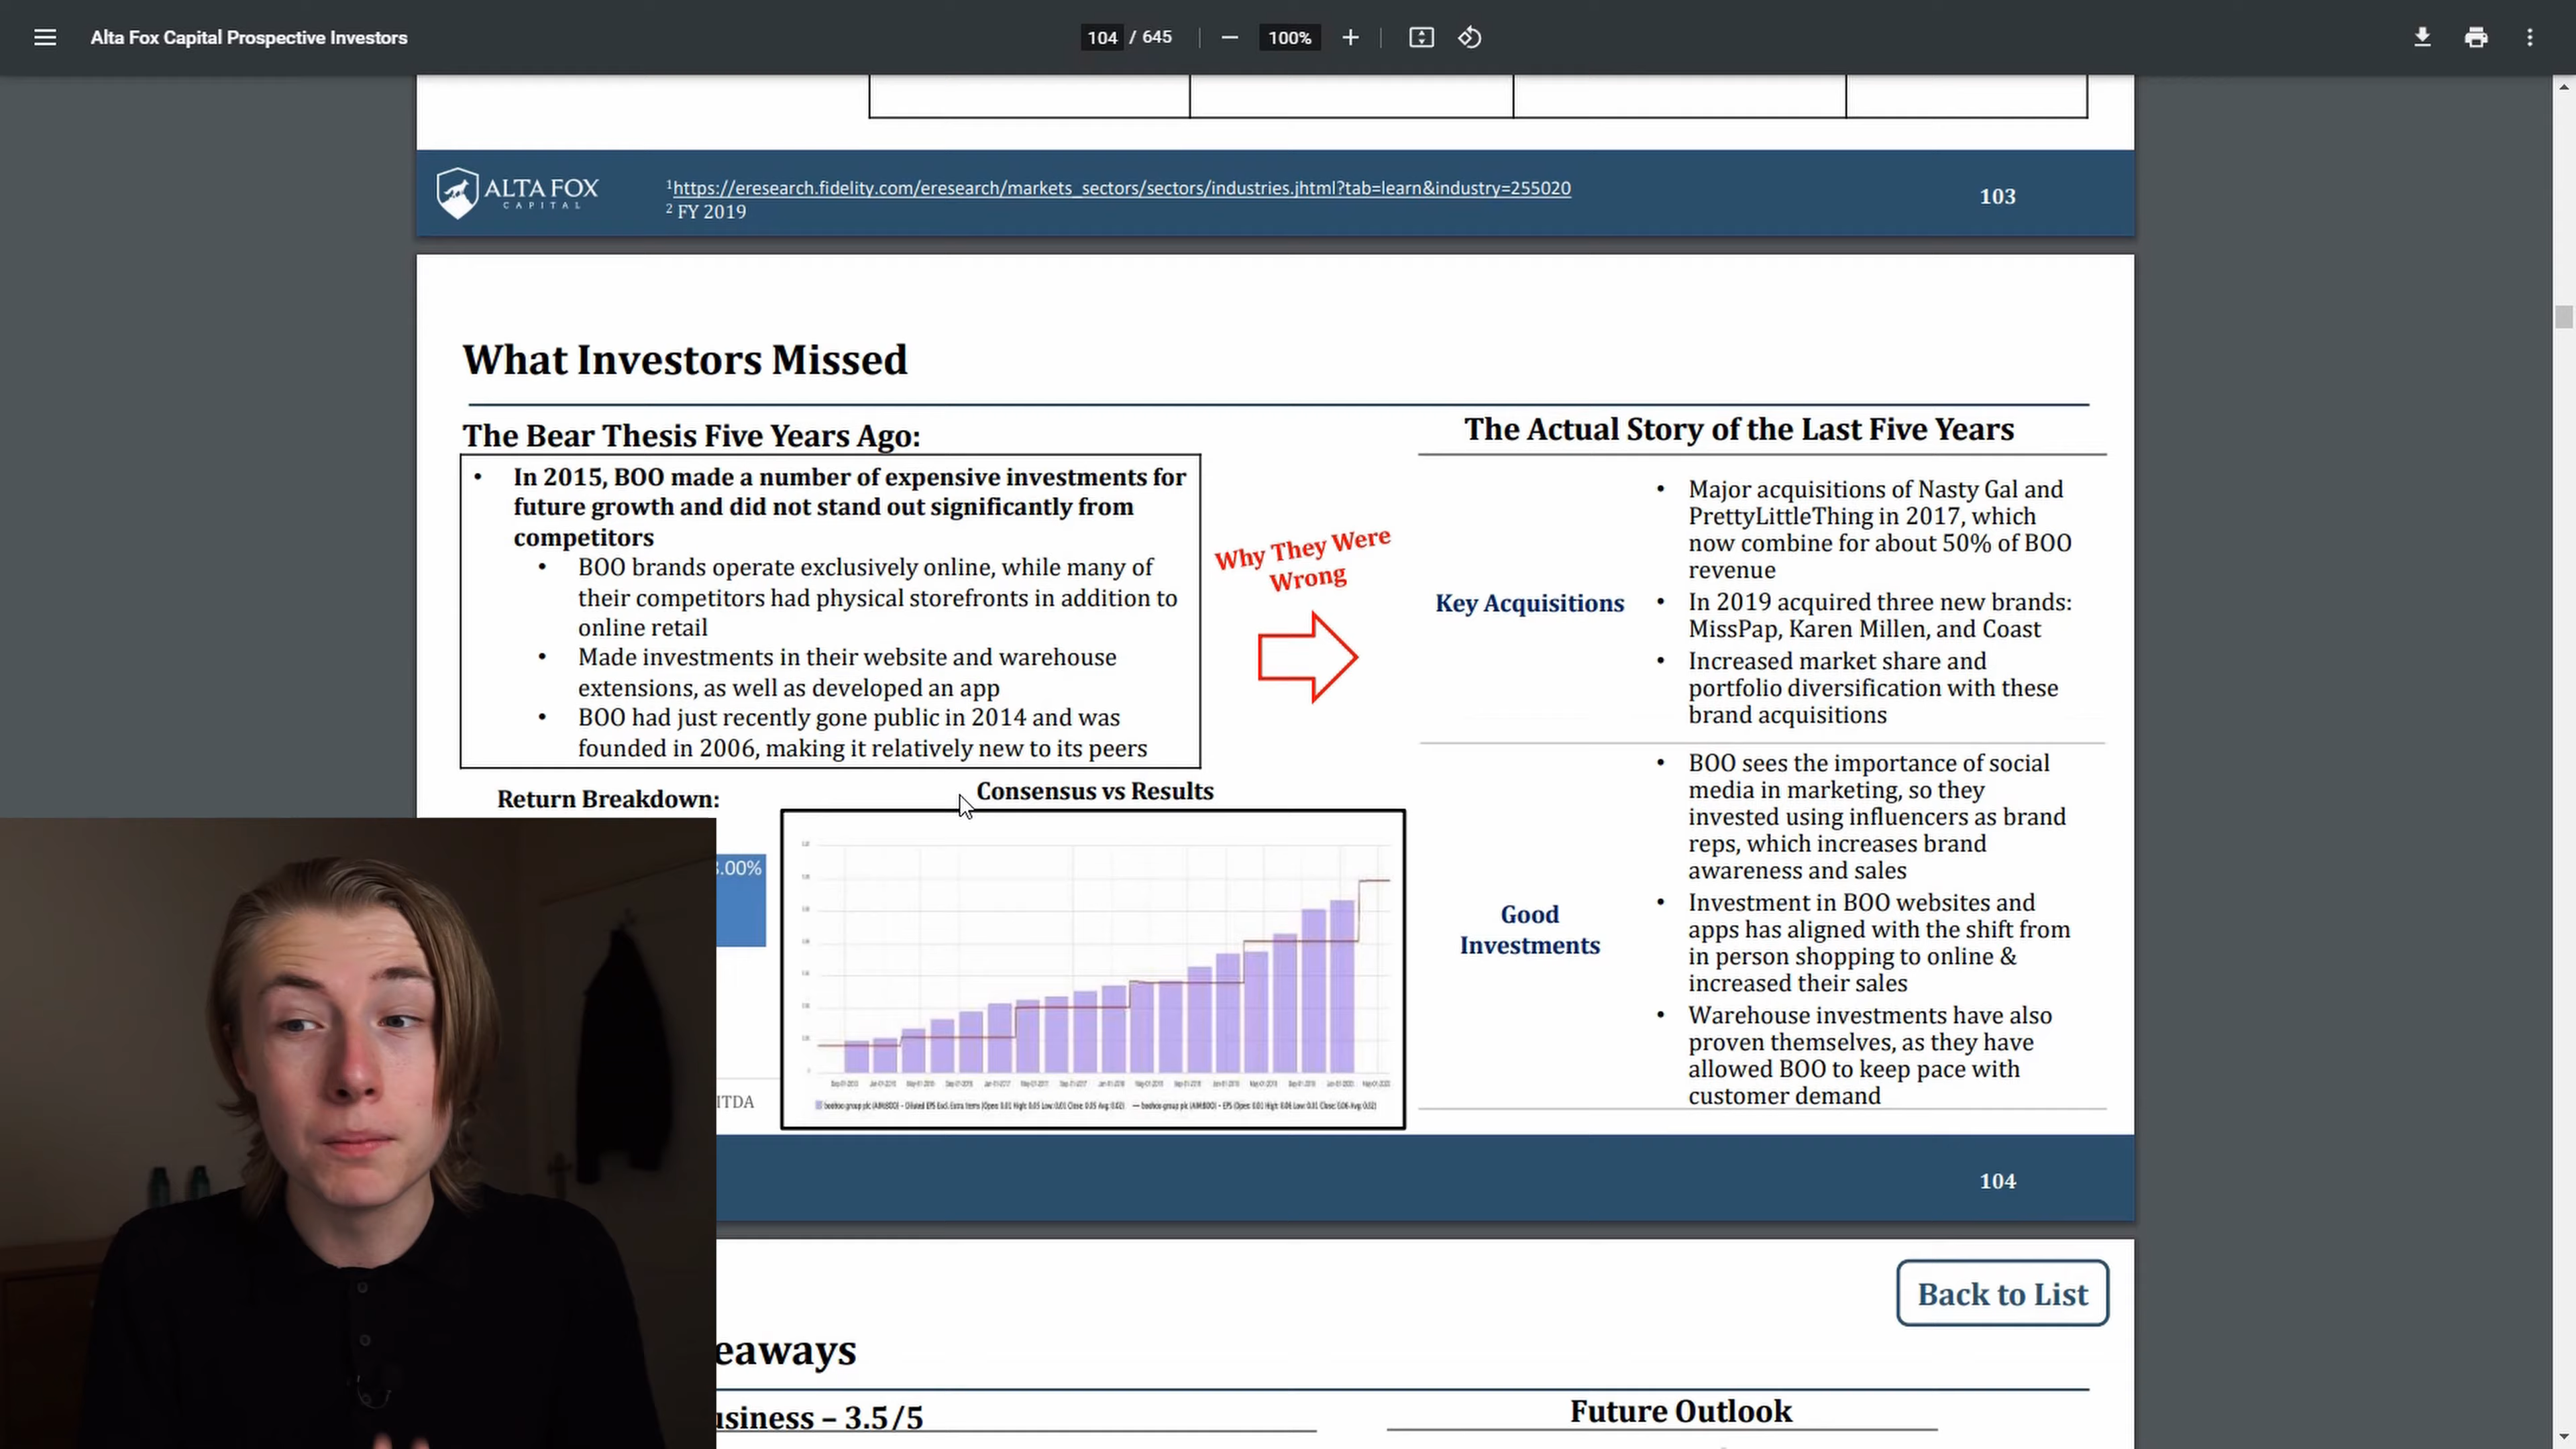 Alta Fox Capital Prospective Investors
104 / 645
100%
ALTA FOX
CAPITAL
1https://eresearch.fidelity.com/eresearch/markets_sectors/sectors/industries.jhtml?tab=learn&industry=255020
2 FY 2019
103
What Investors Missed
The Bear Thesis Five Years Ago:
• In 2015, BOO made a number of expensive investments for
future growth and did not stand out significantly from
competitors
• BOO brands operate exclusively online, while many of
their competitors had physical storefronts in addition to
online retail
• Made investments in their website and warehouse
extensions, as well as developed an app
• BOO had just recently gone public in 2014 and was
founded in 2006, making it relatively new to its peers
Why They Were
Wrong
The Actual Story of the Last Five Years
Key Acquisitions
• Major acquisitions of Nasty Gal and
PrettyLittleThing in 2017, which
now combine for about 50% of BOO
revenue
• In 2019 acquired three new brands:
MissPap, Karen Millen, and Coast
• Increased market share and
portfolio diversification with these
brand acquisitions
Good
Investments
• BOO sees the importance of social
media in marketing, so they
invested using influencers as brand
reps, which increases brand
awareness and sales
• Investment in BOO websites and
apps has aligned with the shift from
in person shopping to online &
increased their sales
• Warehouse investments have also
proven themselves, as they have
allowed BOO to keep pace with
customer demand
Return Breakdown:
.00%
ITDA
Consensus vs Results
104
Back to List
eaways
usiness – 3.5/5
Future Outlook